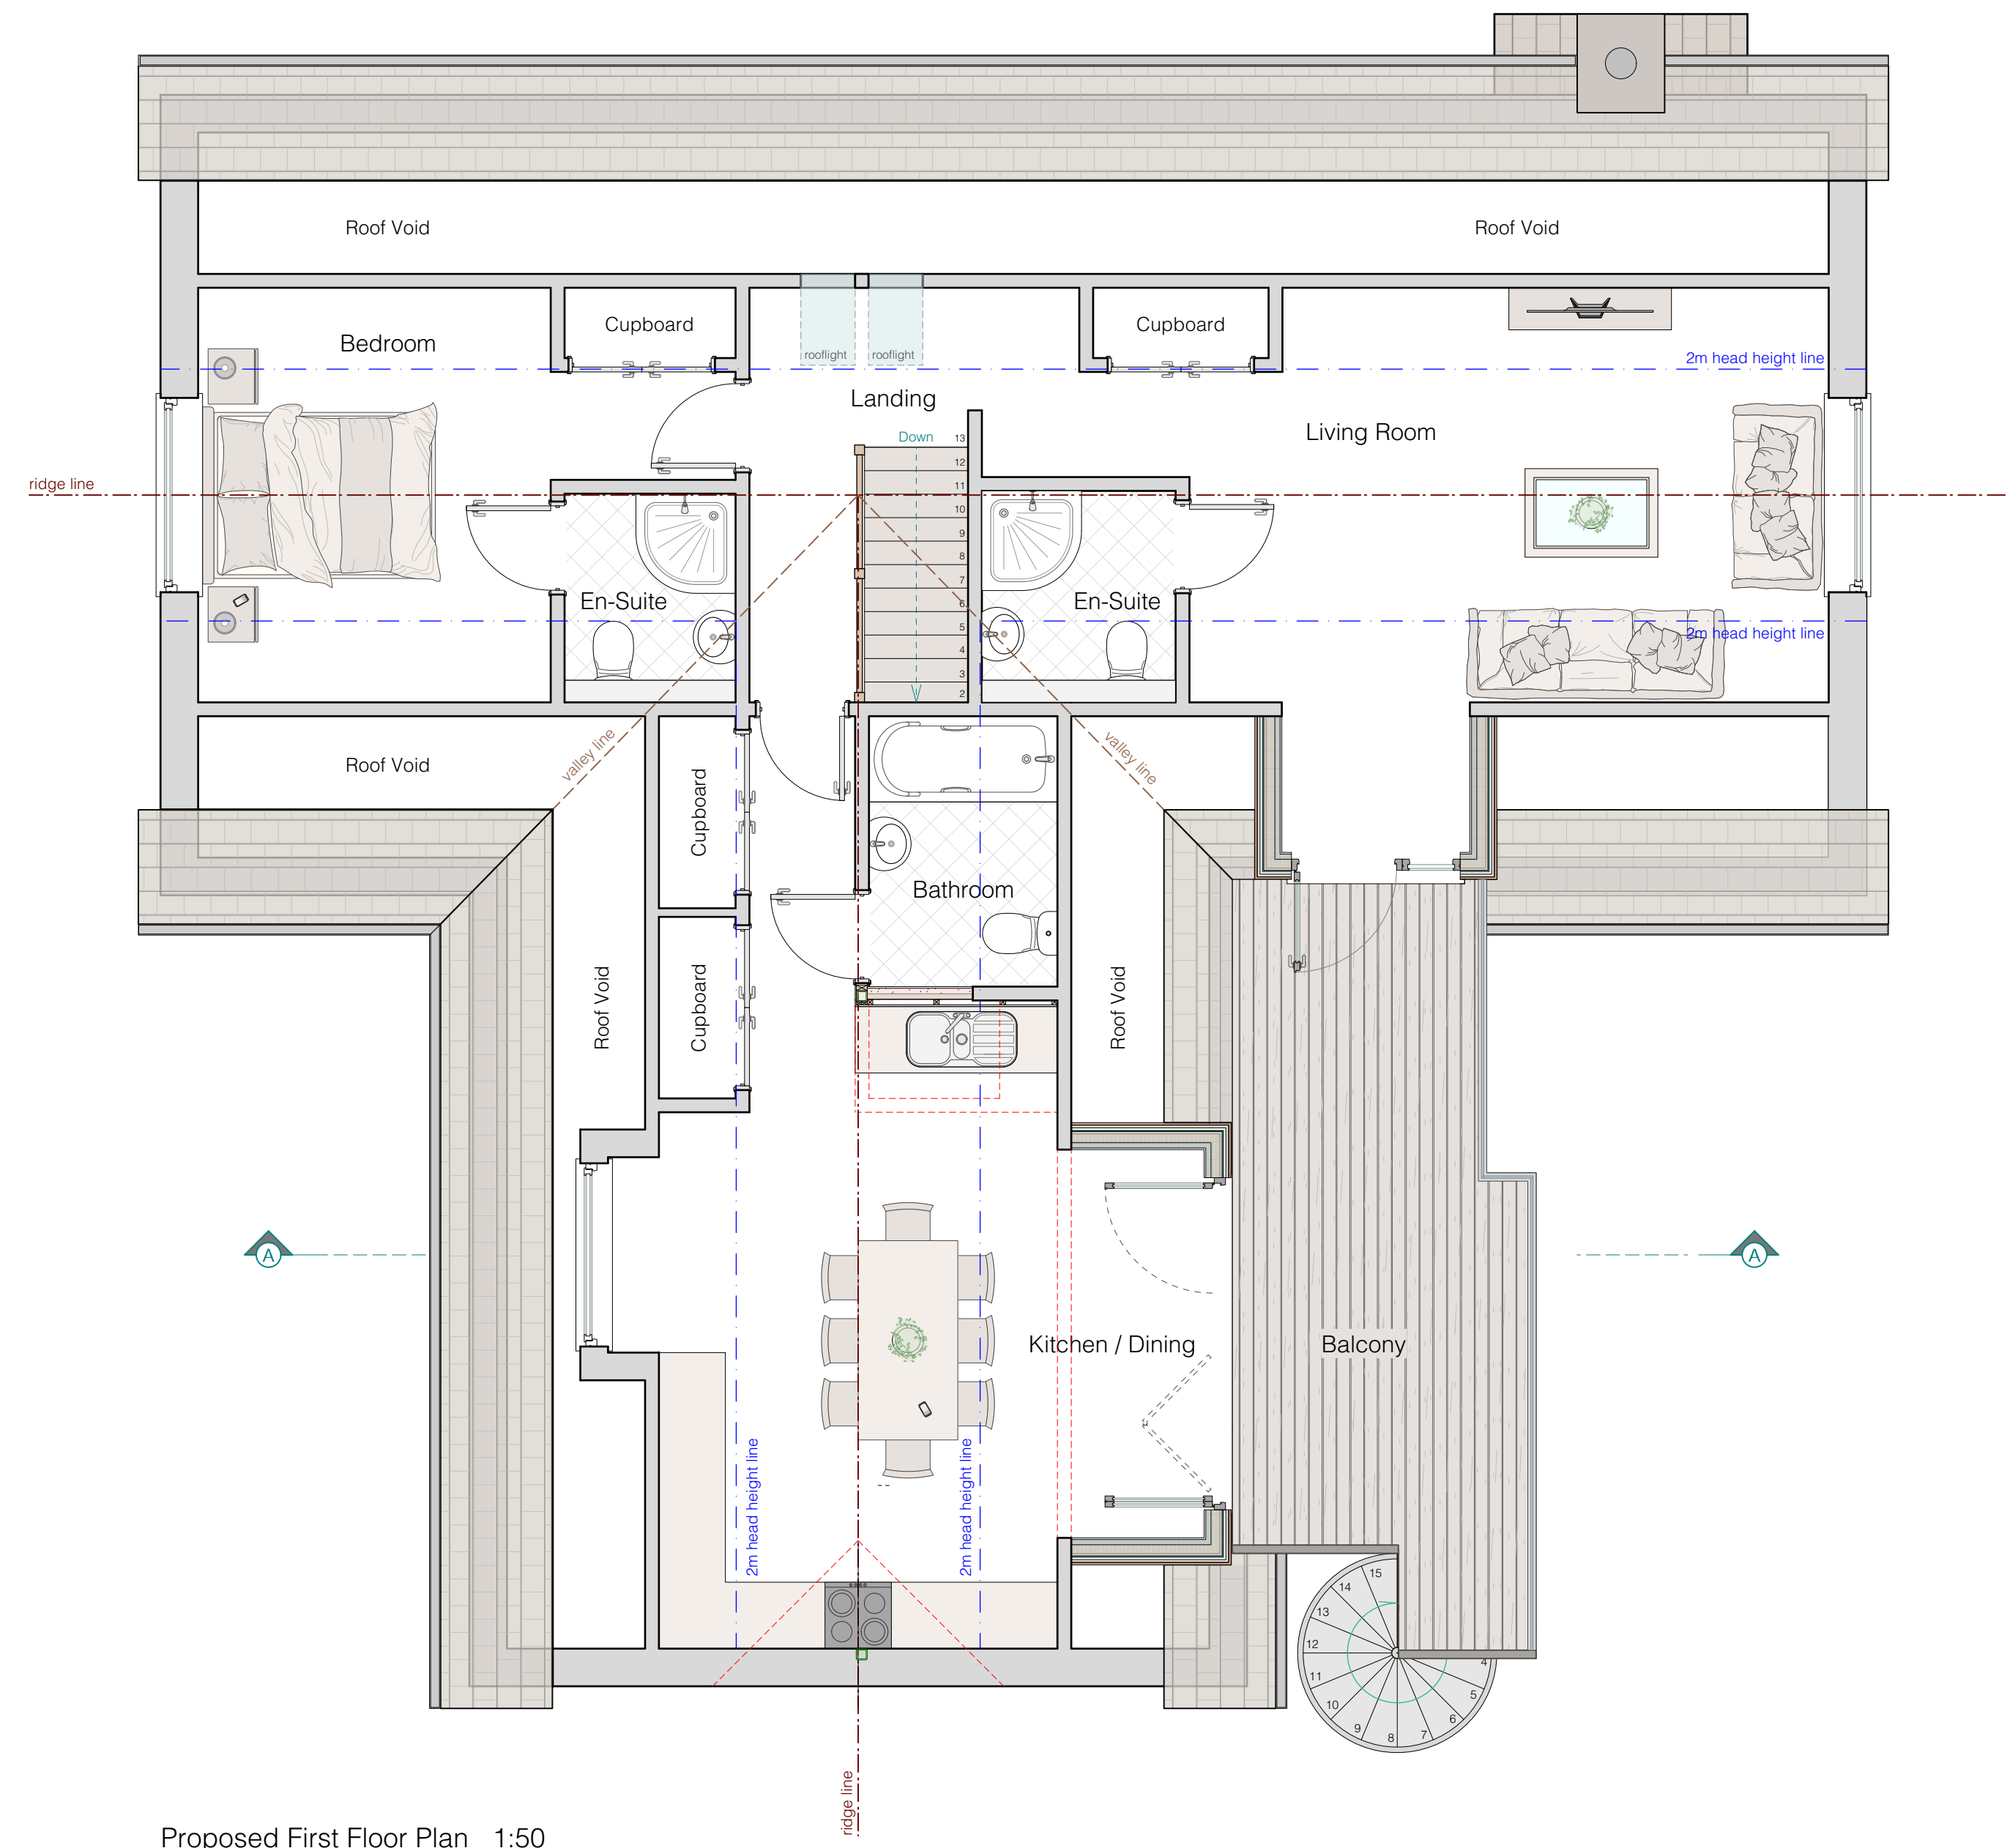 Roof Void
Roof Void
Cupboard
Cupboard
Bedroom
rooflight
rooflight
2m head height line
Landing
Living Room
Down
13
12
11
10
9
8
7
6
5
4
3
2
ridge line
En-Suite
En-Suite
2m head height line
valley line
valley line
Roof Void
Cupboard
Bathroom
Roof Void
Cupboard
Roof Void
A
A
Kitchen / Dining
Balcony
2m head height line
2m head height line
15
14
13
12
11
10
9
8
7
6
5
4
ridge line
Proposed First Floor Plan 1:50